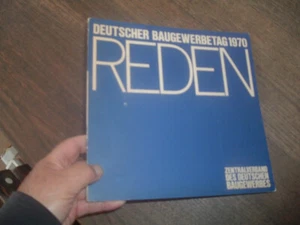 DEUTSCHER BAUGEWERBETAG 1970
REDEN
ZENTRALVERBAND
DES DEUTSCHEN
BAUGEWERBES